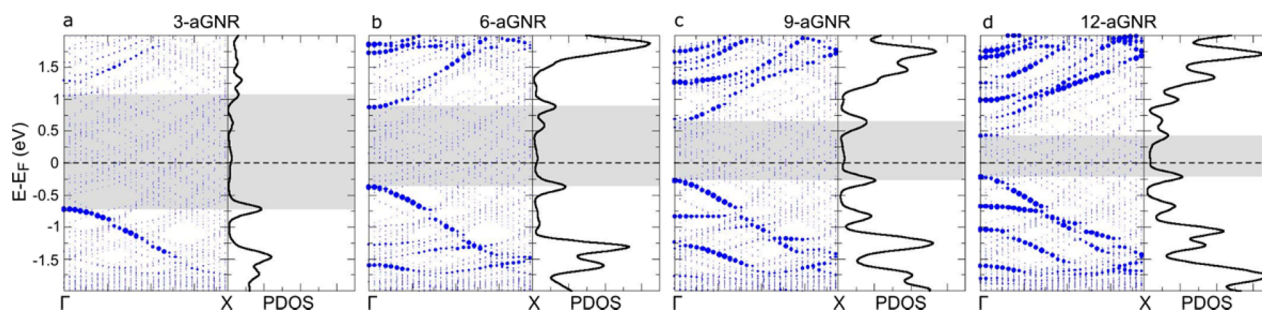 a 3-aGNR b 6-aGNR c 9-aGNR d 12-aGNR
1.5
1
0.5
0
-0.5
-1
-1.5
E-E_F (eV)
Γ X PDOS Γ X PDOS Γ X PDOS Γ X PDOS